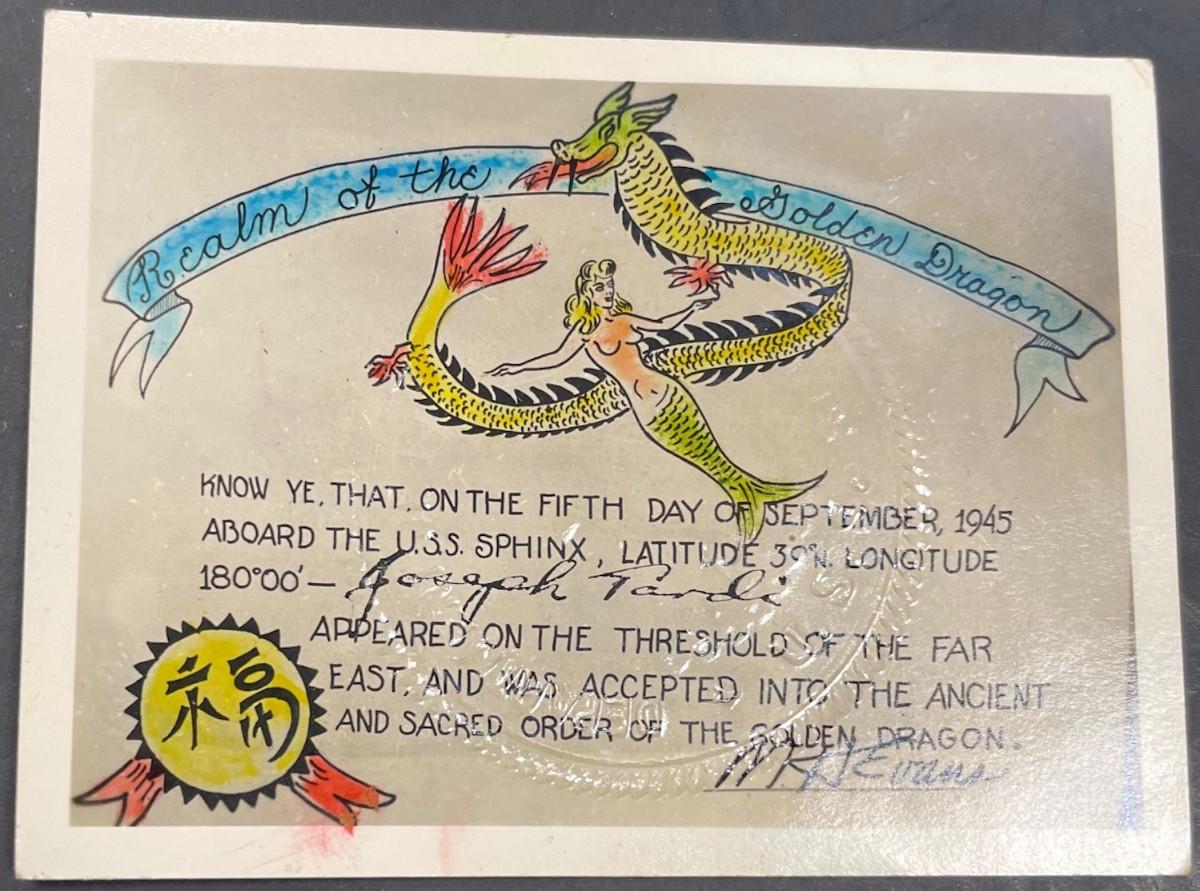 Realm of the Golden Dragon
KNOW YE, THAT, ON THE FIFTH DAY OF SEPTEMBER, 1945
ABOARD THE U.S.S. SPHINX, LATITUDE 39°N. LONGITUDE
180°00'— Joseph Tardi
APPEARED ON THE THRESHOLD OF THE FAR
EAST, AND WAS ACCEPTED INTO THE ANCIENT
AND SACRED ORDER OF THE GOLDEN DRAGON.
福
Evans